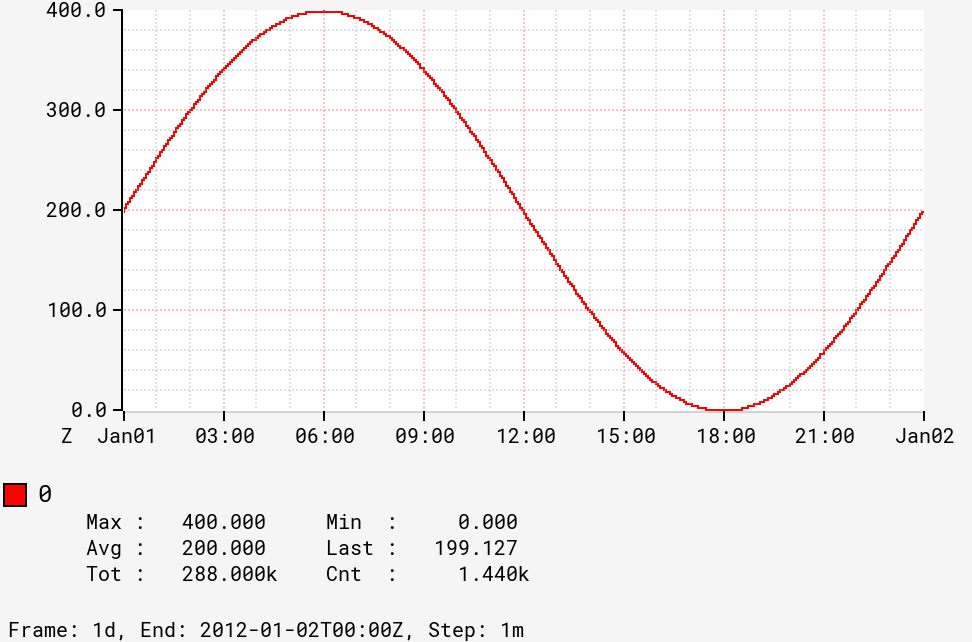 400.0
300.0
200.0
100.0
0.0
Z Jan01 03:00 06:00 09:00 12:00 15:00 18:00 21:00 Jan02
0
Max : 400.000 Min : 0.000
Avg : 200.000 Last : 199.127
Tot : 288.000k Cnt : 1.440k
Frame: 1d, End: 2012-01-02T00:00Z, Step: 1m